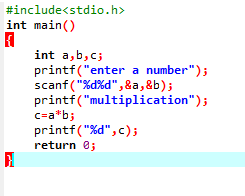 #include<stdio.h>
int main()
{
int a,b,c;
printf("enter a number");
scanf("%d%d",&a,&b);
printf("multiplication");
c=a*b;
printf("%d",c);
return 0;
}